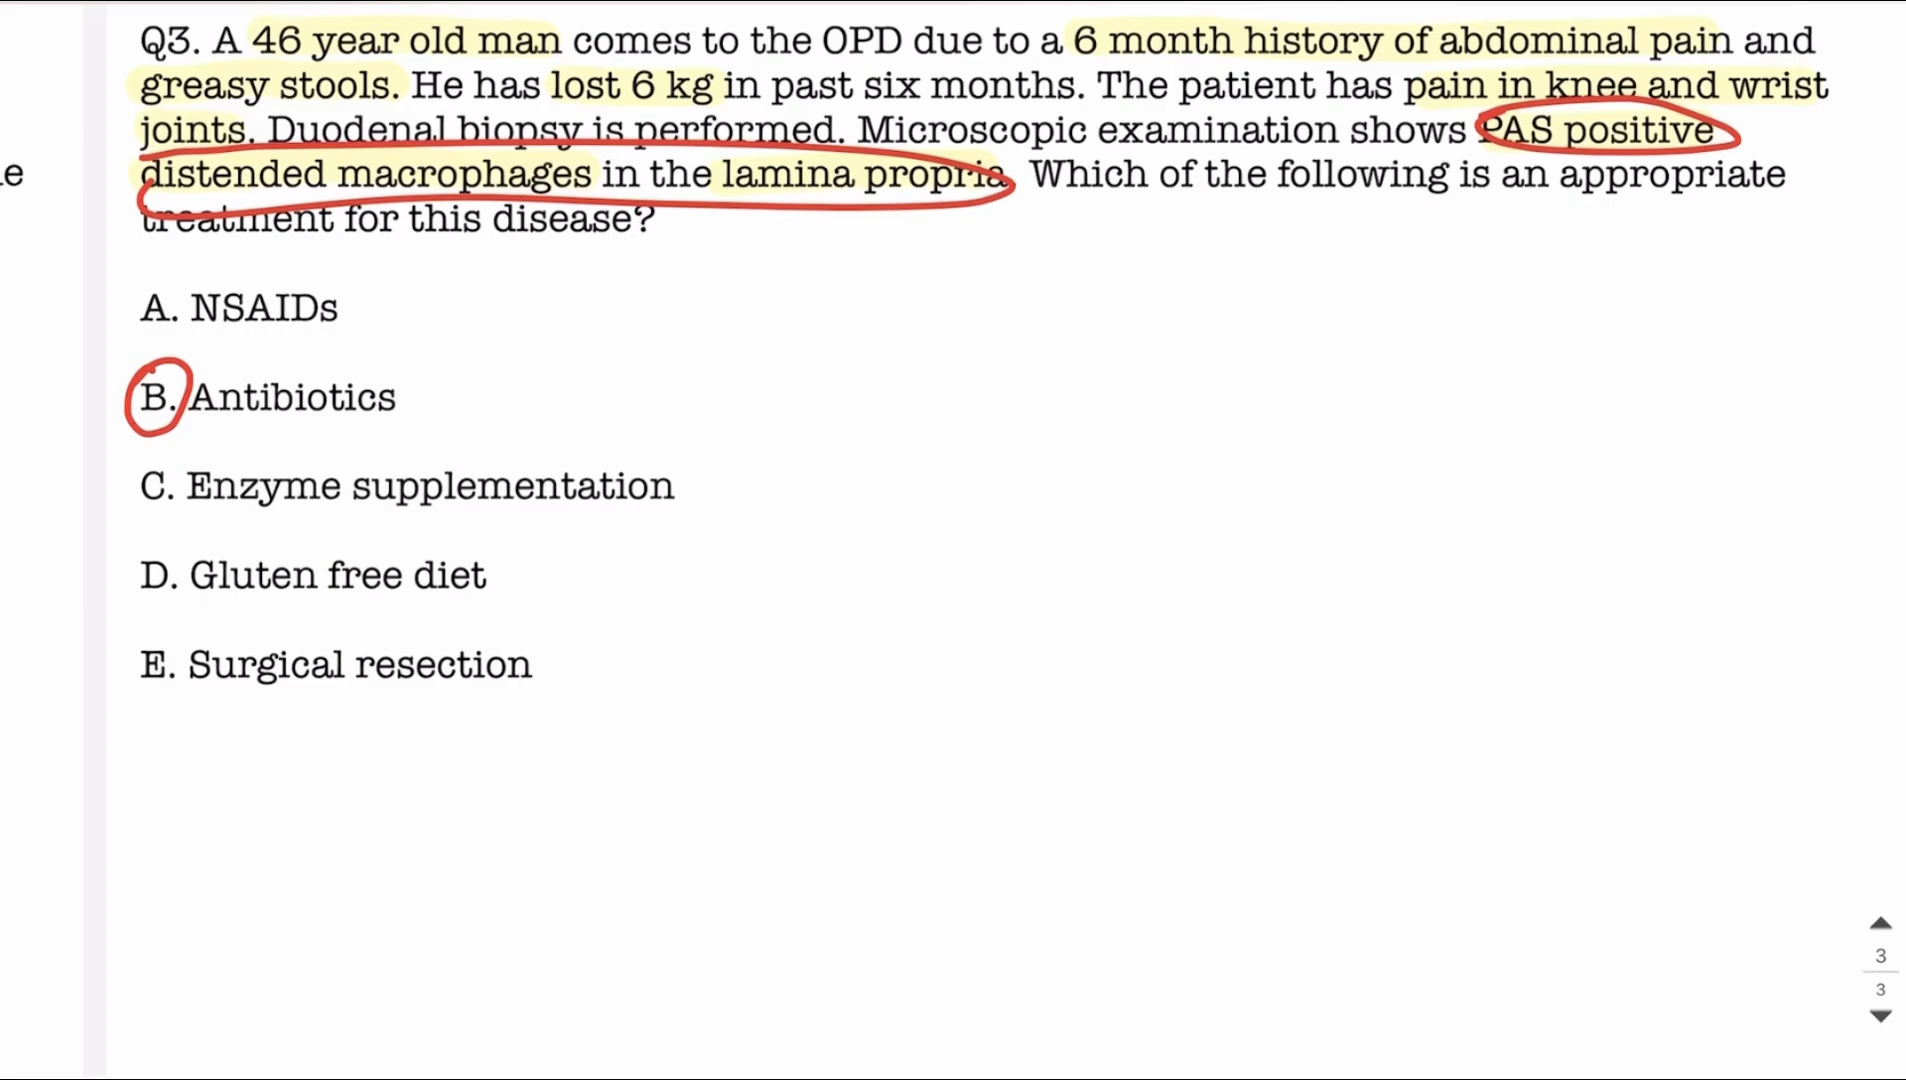 Q3. A 46 year old man comes to the OPD due to a 6 month history of abdominal pain and
greasy stools. He has lost 6 kg in past six months. The patient has pain in knee and wrist
joints. Duodenal biopsy is performed. Microscopic examination shows PAS positive
distended macrophages in the lamina propria. Which of the following is an appropriate
treatment for this disease?
A. NSAIDs
B. Antibiotics
C. Enzyme supplementation
D. Gluten free diet
E. Surgical resection
3
3